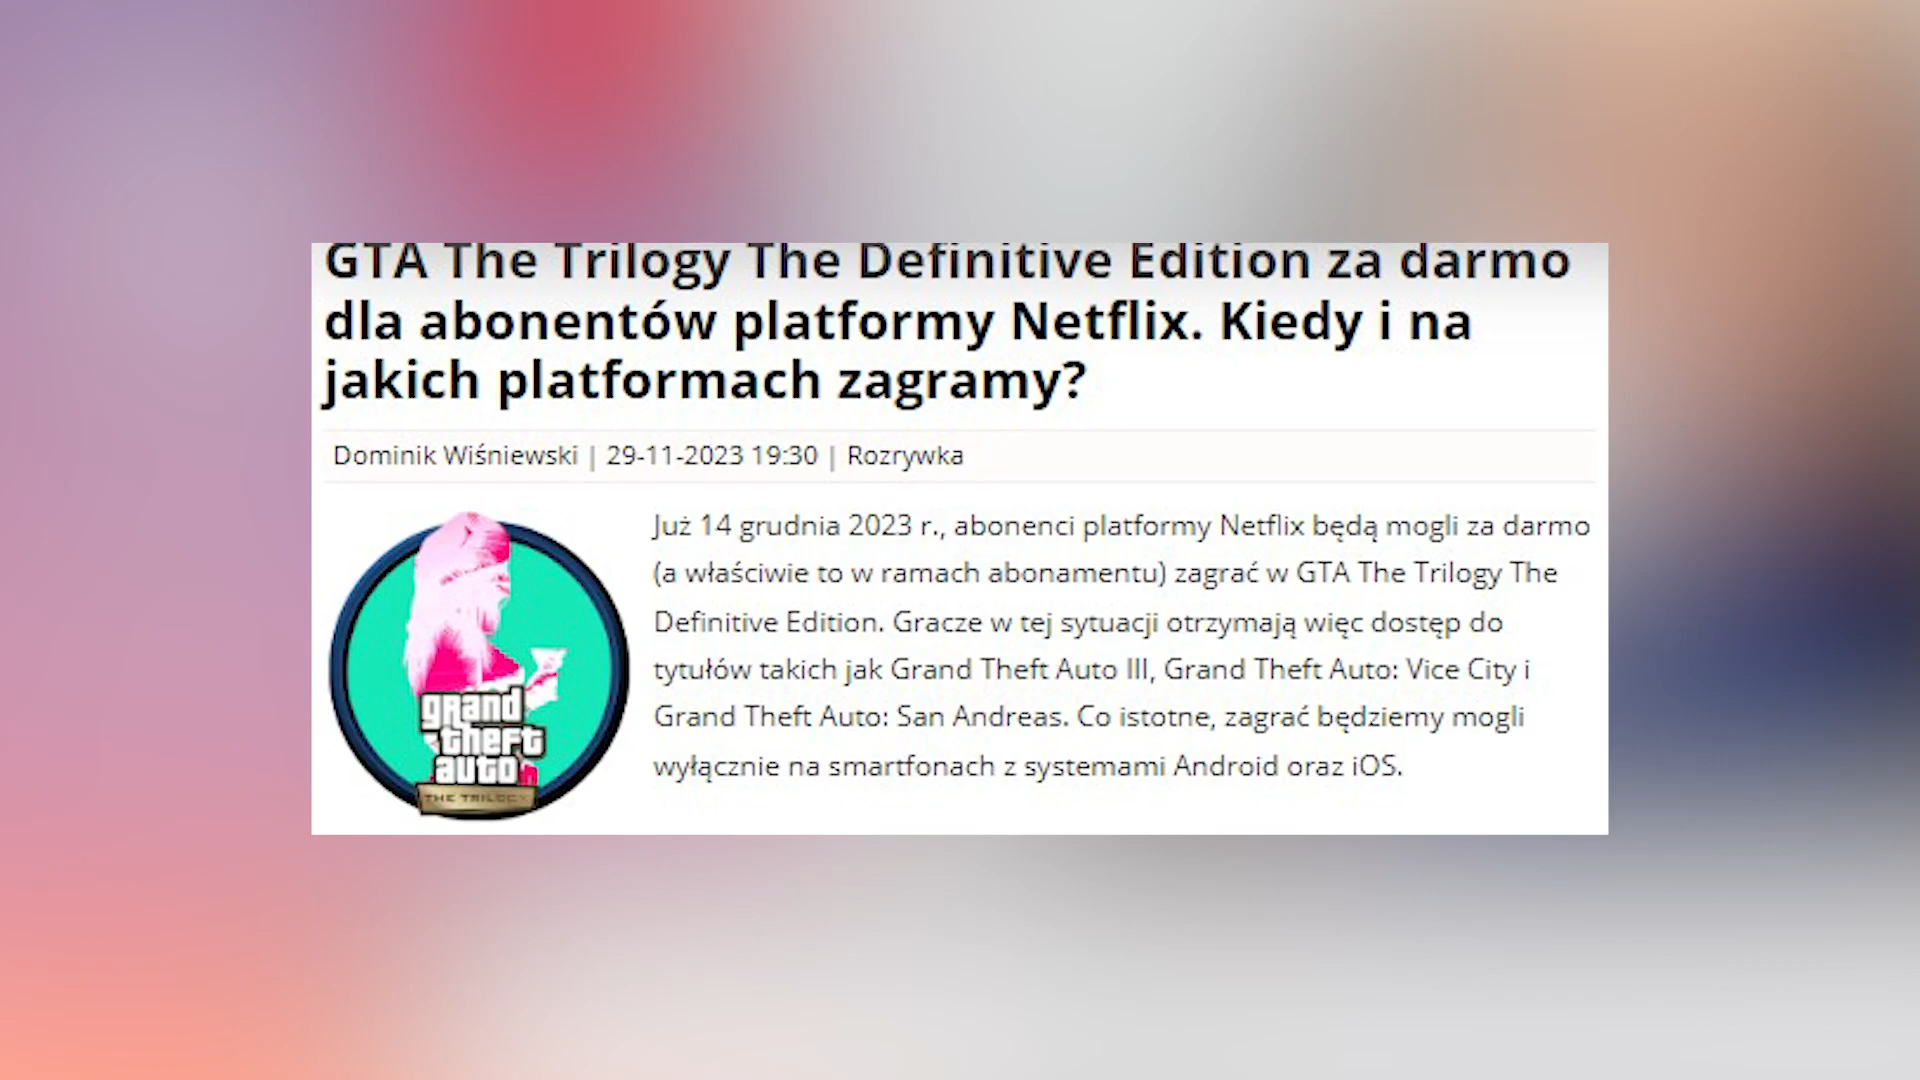 GTA The Trilogy The Definitive Edition za darmo
dla abonentów platformy Netflix. Kiedy i na
jakich platformach zagramy?
Dominik Wiśniewski | 29-11-2023 19:30 | Rozrywka
Już 14 grudnia 2023 r., abonenci platformy Netflix będą mogli za darmo
(a właściwie to w ramach abonamentu) zagrać w GTA The Trilogy The
Definitive Edition. Gracze w tej sytuacji otrzymają więc dostęp do
tytułów takich jak Grand Theft Auto III, Grand Theft Auto: Vice City i
Grand Theft Auto: San Andreas. Co istotne, zagrać będziemy mogli
wyłącznie na smartfonach z systemami Android oraz iOS.
grand
theft
auto
THE TRILOGY